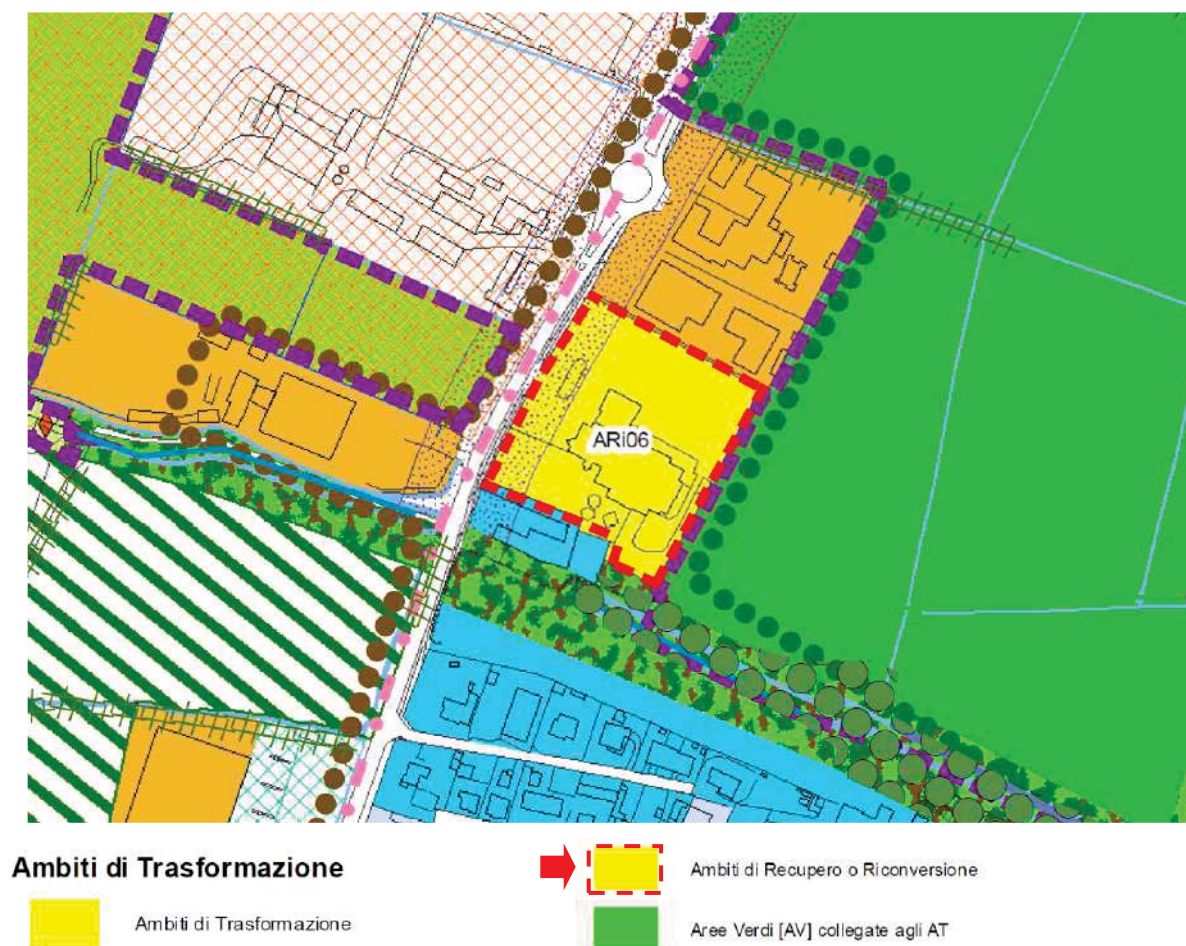 ARi06
Ambiti di Trasformazione
Ambiti di Recupero o Riconversione
Ambiti di Trasformazione
Aree Verdi [AV] collegate agli AT